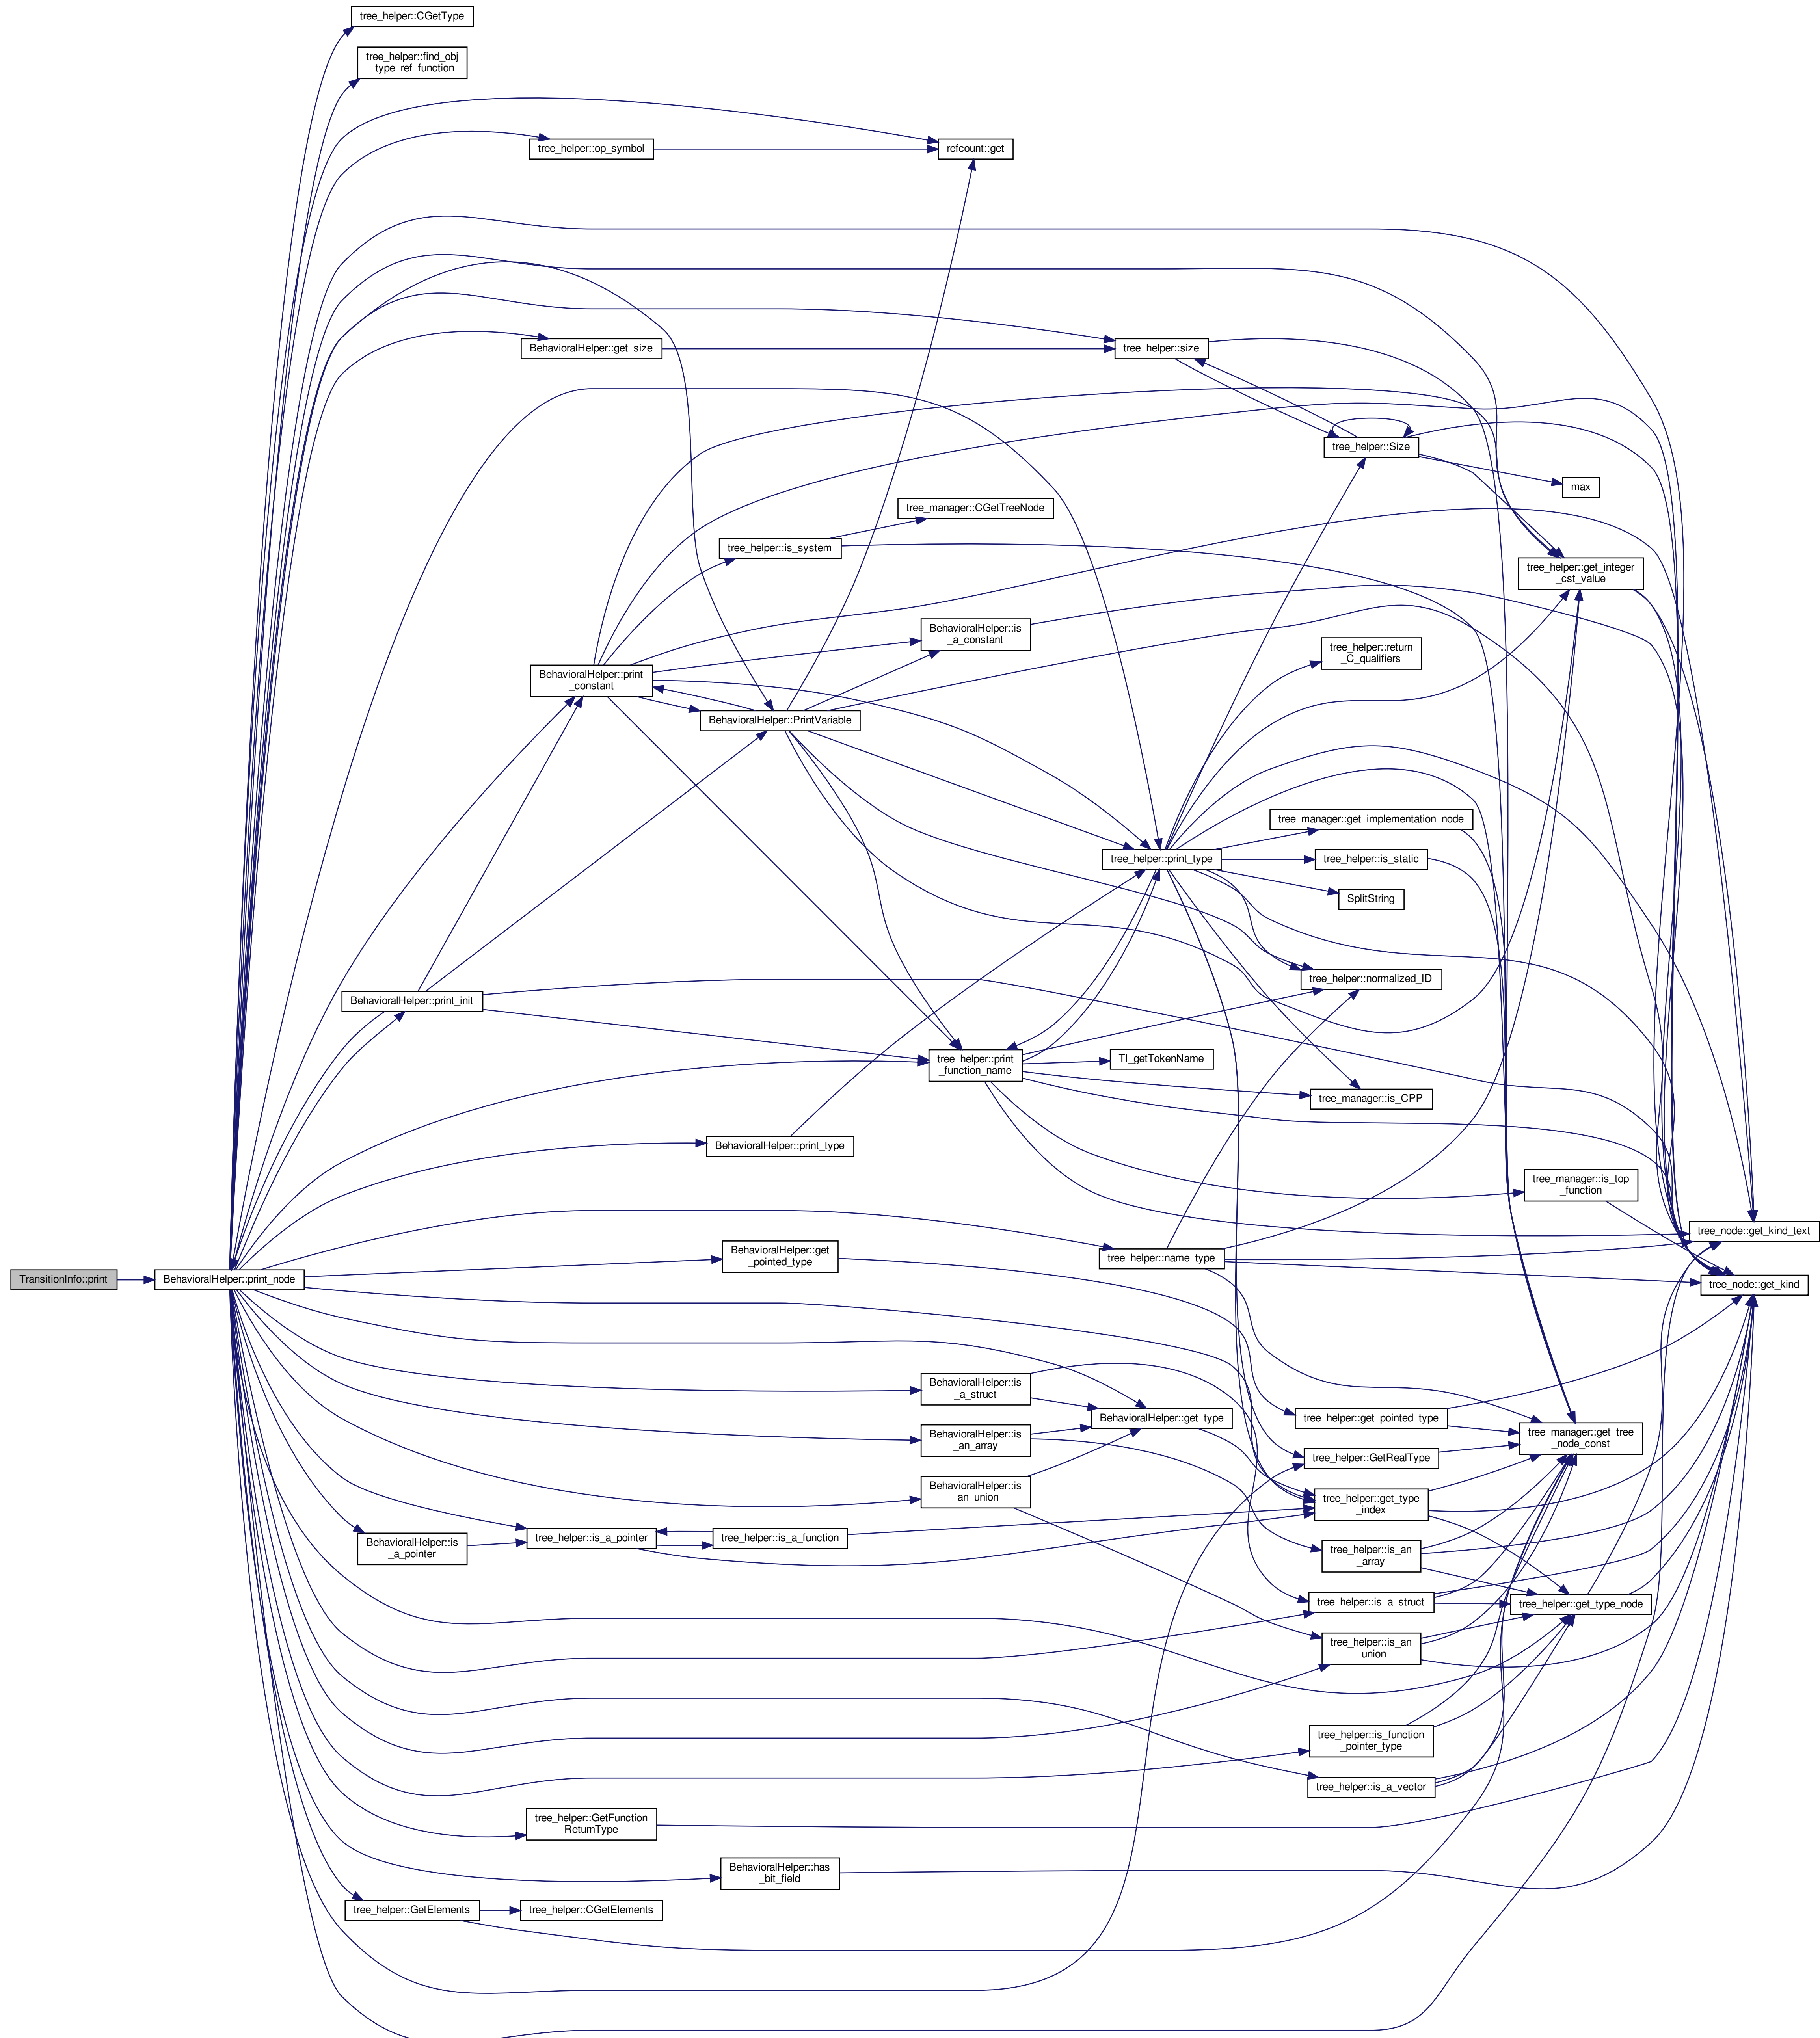 tree_helper::CGetType
tree_helper::find_obj
_type_ref_function
tree_helper::op_symbol
refcount::get
BehavioralHelper::get_size
tree_helper::size
tree_helper::Size
max
tree_manager::CGetTreeNode
tree_helper::is_system
tree_helper::get_integer
_cst_value
BehavioralHelper::is
_a_constant
tree_helper::return
_C_qualifiers
BehavioralHelper::print
_constant
BehavioralHelper::PrintVariable
tree_manager::get_implementation_node
tree_helper::print_type
tree_helper::is_static
SplitString
tree_helper::normalized_ID
BehavioralHelper::print_init
tree_helper::print
_function_name
TI_getTokenName
tree_manager::is_CPP
BehavioralHelper::print_type
tree_manager::is_top
_function
tree_node::get_kind_text
BehavioralHelper::get
_pointed_type
tree_helper::name_type
TransitionInfo::print
BehavioralHelper::print_node
tree_node::get_kind
BehavioralHelper::is
_a_struct
BehavioralHelper::get_type
tree_helper::get_pointed_type
tree_manager::get_tree
_node_const
BehavioralHelper::is
_an_array
tree_helper::GetRealType
BehavioralHelper::is
_an_union
tree_helper::get_type
_index
tree_helper::is_a_pointer
tree_helper::is_a_function
BehavioralHelper::is
_a_pointer
tree_helper::is_an
_array
tree_helper::is_a_struct
tree_helper::get_type_node
tree_helper::is_an
_union
tree_helper::is_function
_pointer_type
tree_helper::is_a_vector
tree_helper::GetFunction
ReturnType
BehavioralHelper::has
_bit_field
tree_helper::GetElements
tree_helper::CGetElements